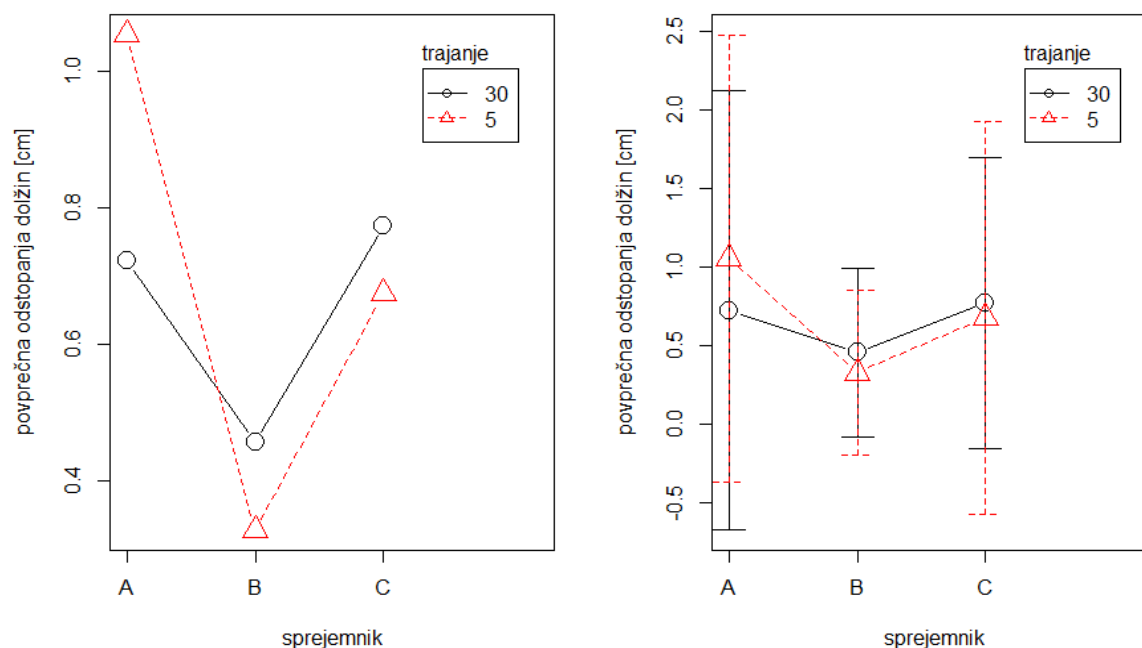 povprečna odstopanja dolžin [cm]
1.0
0.8
0.6
0.4
trajanje
30
5
A B C
sprejemnik
povprečna odstopanja dolžin [cm]
2.5
2.0
1.5
1.0
0.5
0.0
-0.5
trajanje
30
5
A B C
sprejemnik